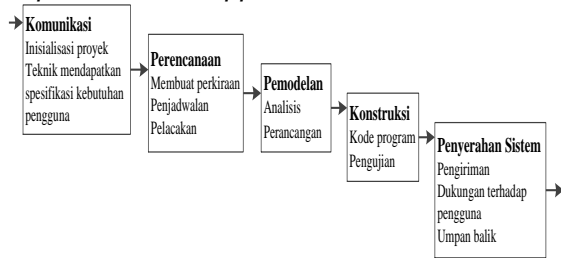 Komunikasi
Inisialisasi proyek
Teknik mendapatkan
spesifikasi kebutuhan
pengguna
Perencanaan
Membuat perkiraan
Penjadwalan
Pelacakan
Pemodelan
Analisis
Perancangan
Konstruksi
Kode program
Pengujian
Penyerahan Sistem
Pengiriman
Dukungan terhadap
pengguna
Umpan balik